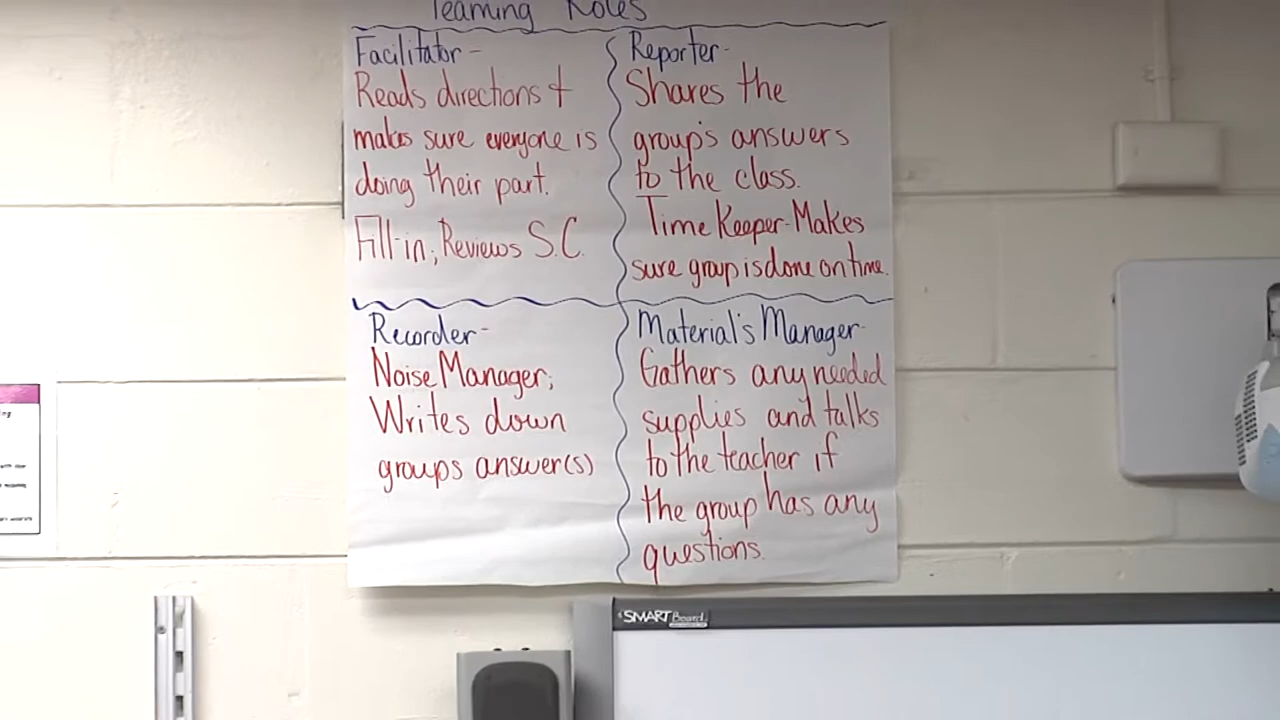 Teaming Roles
Facilitator-
Reads directions +
makes sure everyone is
doing their part.
Fill-in; Reviews S.C.
Reporter-
Shares the
group's answers
to the class.
Time Keeper-Makes
sure group is done on time.
Recorder-
Noise Manager;
Writes down
groups answer(s)
Material's Manager-
Gathers any needed
supplies and talks
to the teacher if
the group has any
questions.
SMART Board